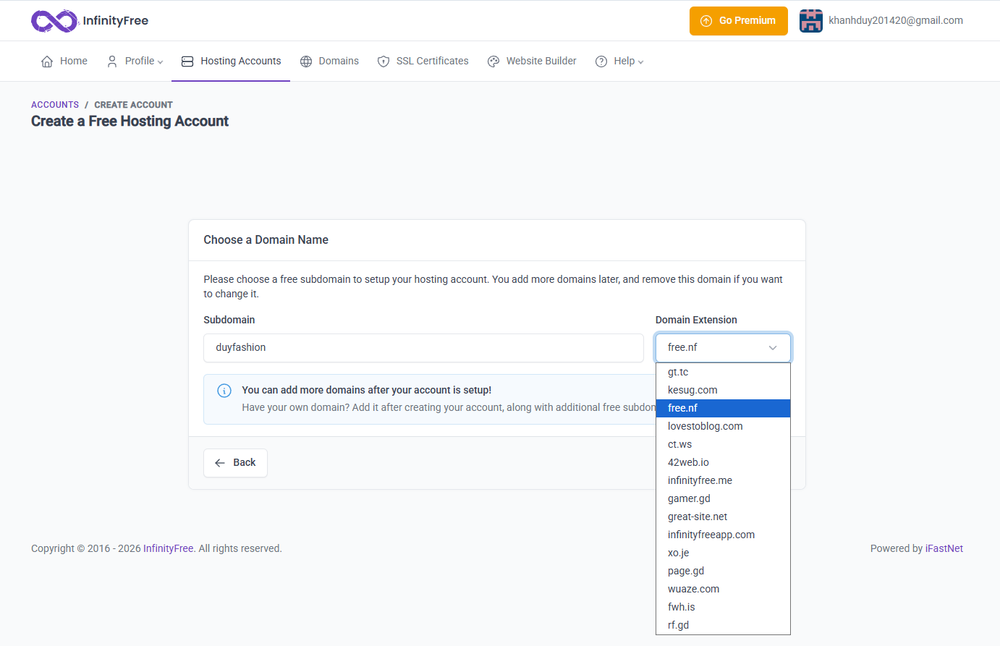 InfinityFree
Go Premium
khanhduy201420@gmail.com
Home
Profile
Hosting Accounts
Domains
SSL Certificates
Website Builder
Help
ACCOUNTS / CREATE ACCOUNT
Create a Free Hosting Account
Choose a Domain Name
Please choose a free subdomain to setup your hosting account. You add more domains later, and remove this domain if you want
to change it.
Subdomain
duyfashion
Domain Extension
free.nf
gt.tc
kesug.com
free.nf
lovestoblog.com
ct.ws
42web.io
infinityfree.me
gamer.gd
great-site.net
infinityfreeapp.com
xo.je
page.gd
wuaze.com
fwh.is
rf.gd
You can add more domains after your account is setup!
Have your own domain? Add it after creating your account, along with additional free subdon
Back
Copyright © 2016 - 2026 InfinityFree. All rights reserved.
Powered by iFastNet